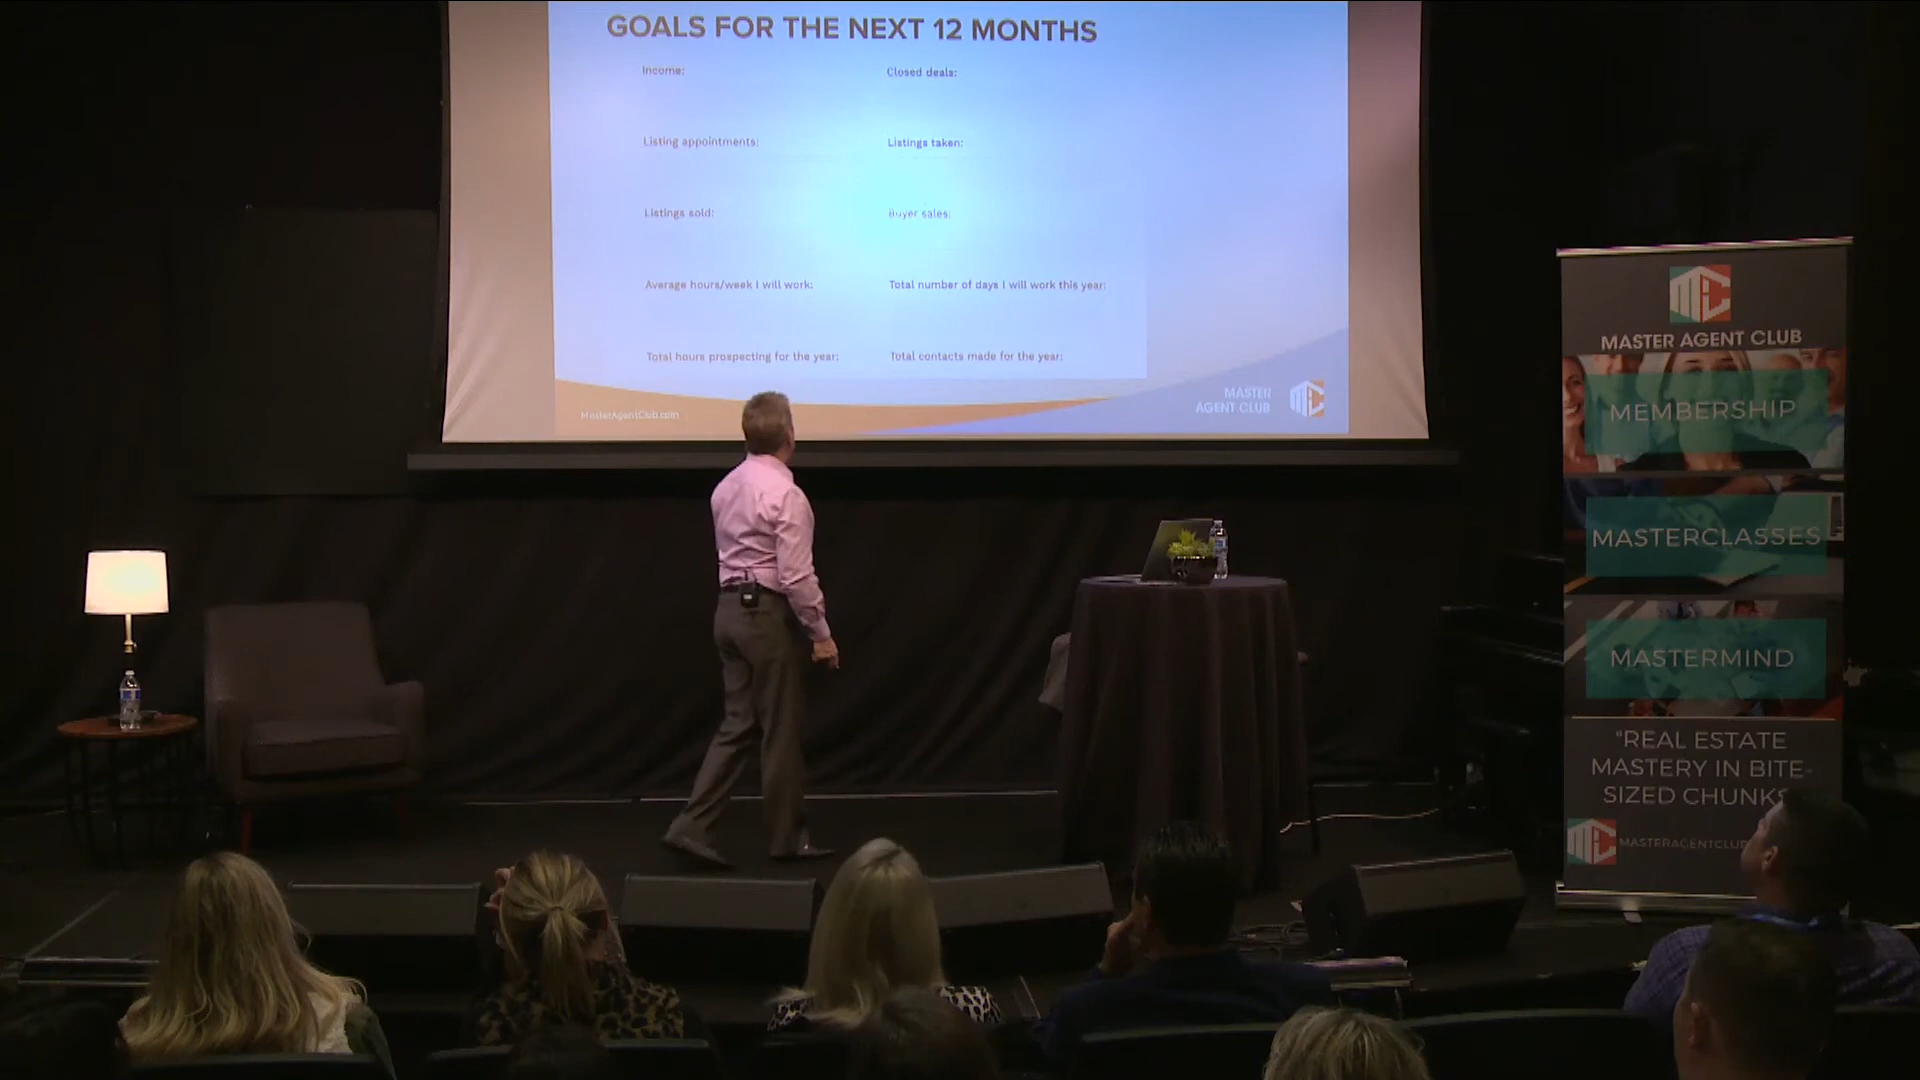 GOALS FOR THE NEXT 12 MONTHS
Income:
Closed deals:
Listing appointments:
Listings taken:
Listings sold:
Buyer sales:
Average hours/week I will work:
Total number of days I will work this year:
Total hours prospecting for the year:
Total contacts made for the year:
MasterAgentClub.com
MASTER
AGENT CLUB
MASTER AGENT CLUB
MEMBERSHIP
MASTERCLASSES
MASTERMIND
"REAL ESTATE
MASTERY IN BITE-
SIZED CHUNKS
MASTERAGENTCLUB